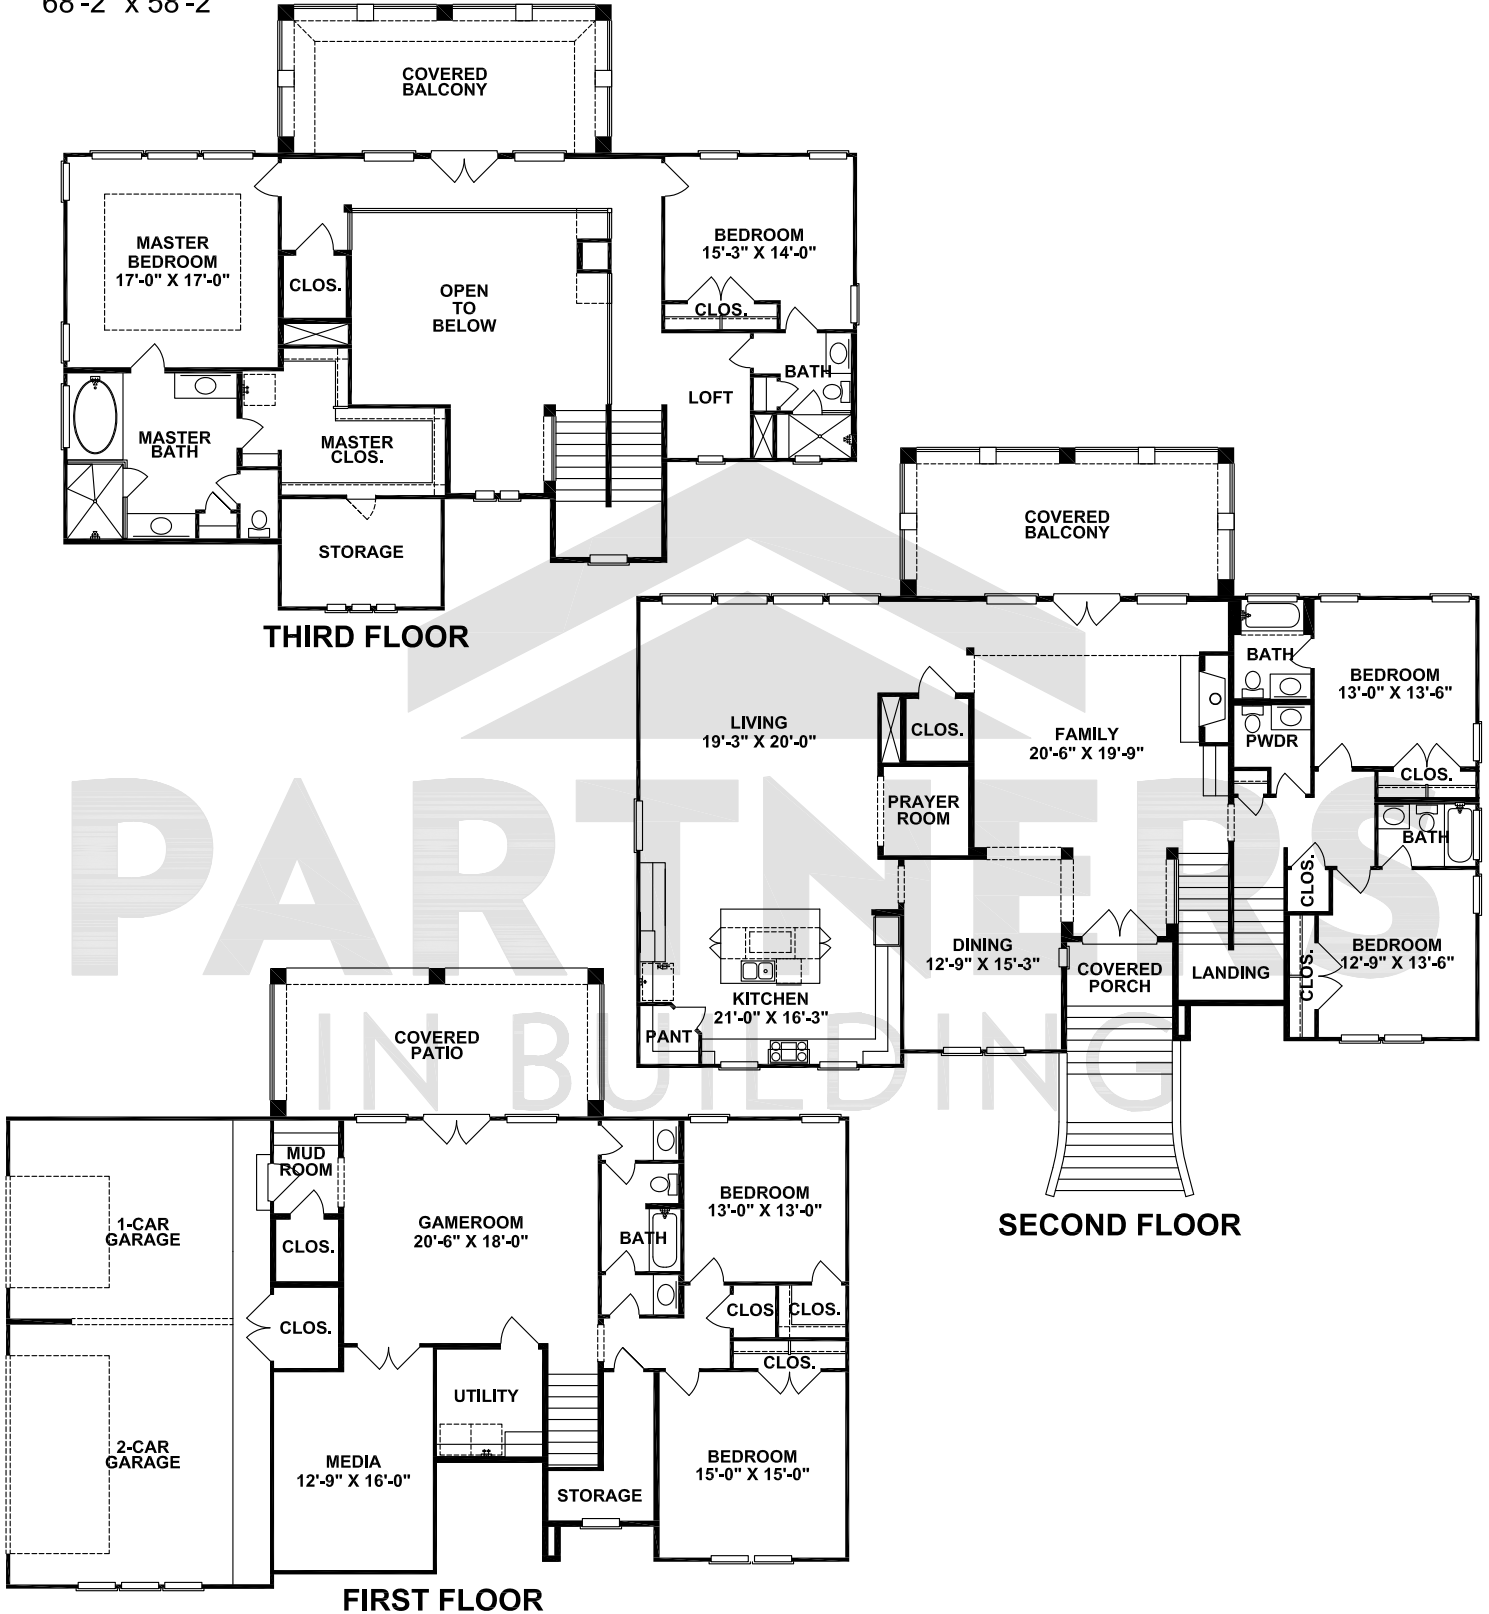 68'-2" X 58'-2"
COVERED
BALCONY
MASTER
BEDROOM
17'-0" X 17'-0"
CLOS.
OPEN
TO
BELOW
BEDROOM
15'-3" X 14'-0"
CLOS.
BATH
LOFT
MASTER
BATH
MASTER
CLOS.
STORAGE
THIRD FLOOR
COVERED
BALCONY
BATH
BEDROOM
13'-0" X 13'-6"
LIVING
19'-3" X 20'-0"
CLOS.
FAMILY
20'-6" X 19'-9"
PWDR
CLOS.
PRAYER
ROOM
BATH
CLOS.
DINING
12'-9" X 15'-3"
BEDROOM
12'-9" X 13'-6"
COVERED
PORCH
LANDING
CLOS.
KITCHEN
21'-0" X 16'-3"
PANT
SECOND FLOOR
PARTNERS
IN BUILDING
COVERED
PATIO
MUD
ROOM
1-CAR
GARAGE
CLOS.
GAMEROOM
20'-6" X 18'-0"
BATH
BEDROOM
13'-0" X 13'-0"
CLOS.
CLOS
CLOS.
CLOS.
UTILITY
2-CAR
GARAGE
MEDIA
12'-9" X 16'-0"
STORAGE
BEDROOM
15'-0" X 15'-0"
FIRST FLOOR